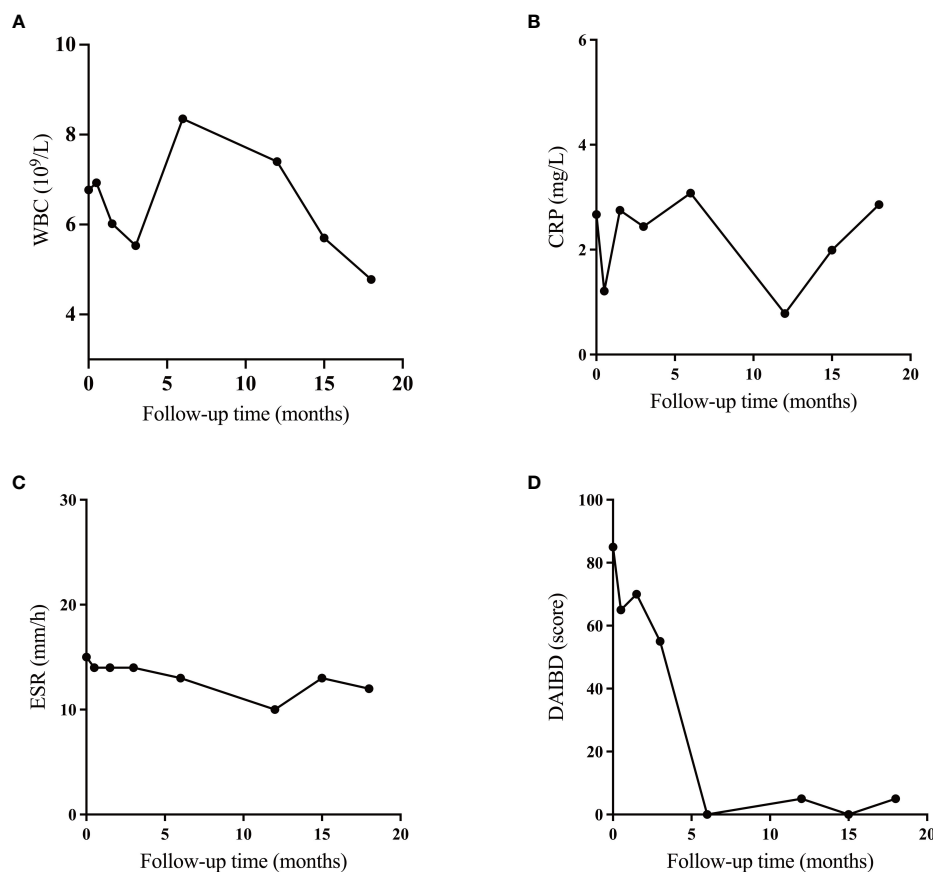 A
WBC (10⁹/L)
10
8
6
4
0 5 10 15 20
Follow-up time (months)
B
CRP (mg/L)
6
4
2
0
0 5 10 15 20
Follow-up time (months)
C
ESR (mm/h)
30
20
10
0
0 5 10 15 20
Follow-up time (months)
D
DAIBD (score)
100
80
60
40
20
0
0 5 10 15 20
Follow-up time (months)